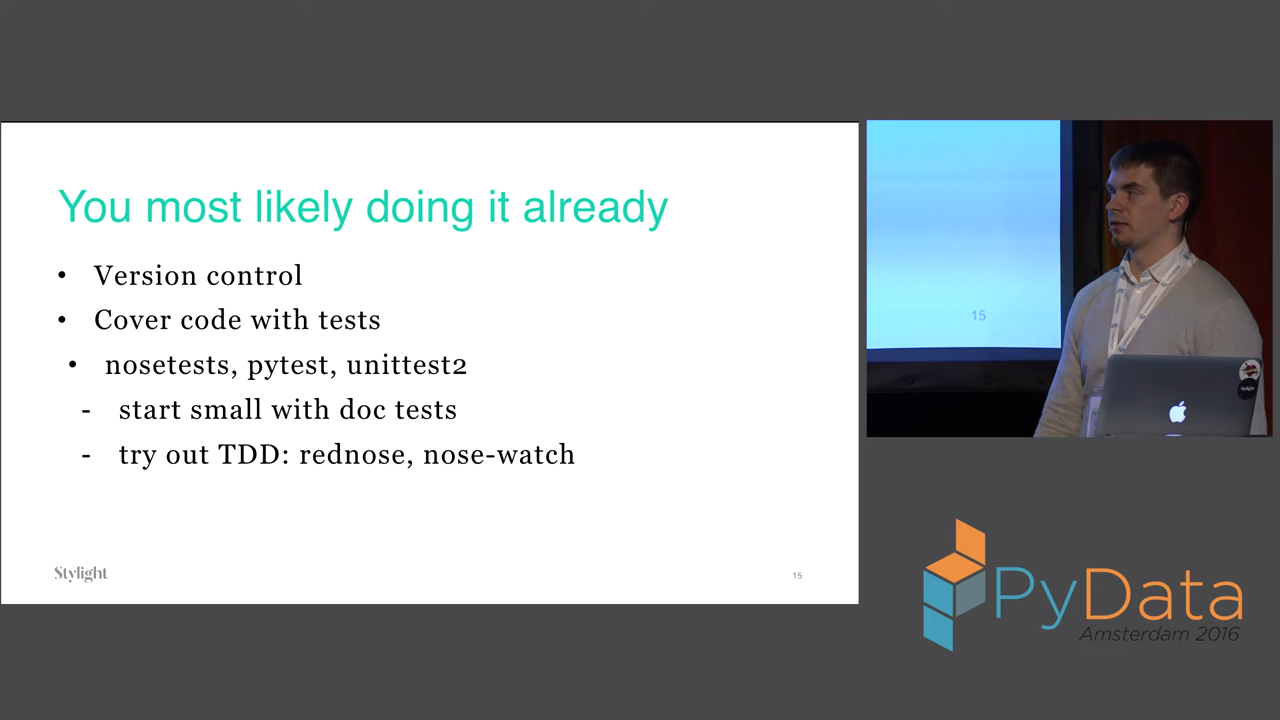 You most likely doing it already
• Version control
• Cover code with tests
• nosetests, pytest, unittest2
- start small with doc tests
- try out TDD: rednose, nose-watch
Stylight
15
15
Stylight
PyData
Amsterdam 2016